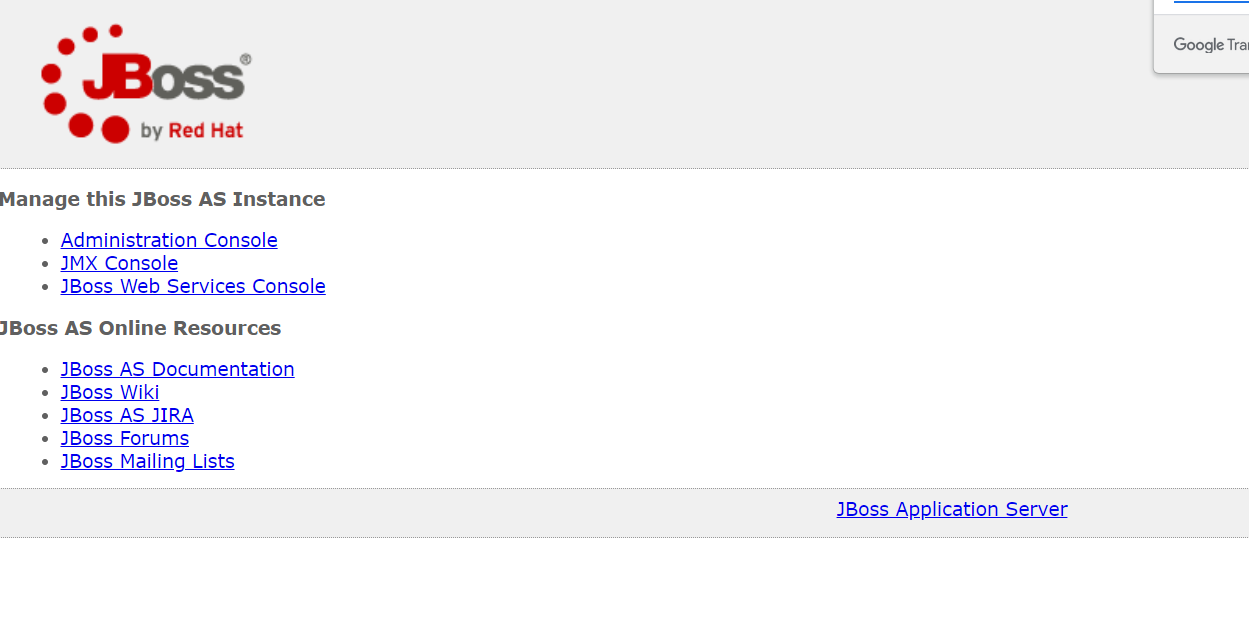 JBoss®
by Red Hat
Google
Manage this JBoss AS Instance
Administration Console
JMX Console
JBoss Web Services Console
JBoss AS Online Resources
JBoss AS Documentation
JBoss Wiki
JBoss AS JIRA
JBoss Forums
JBoss Mailing Lists
JBoss Application Server